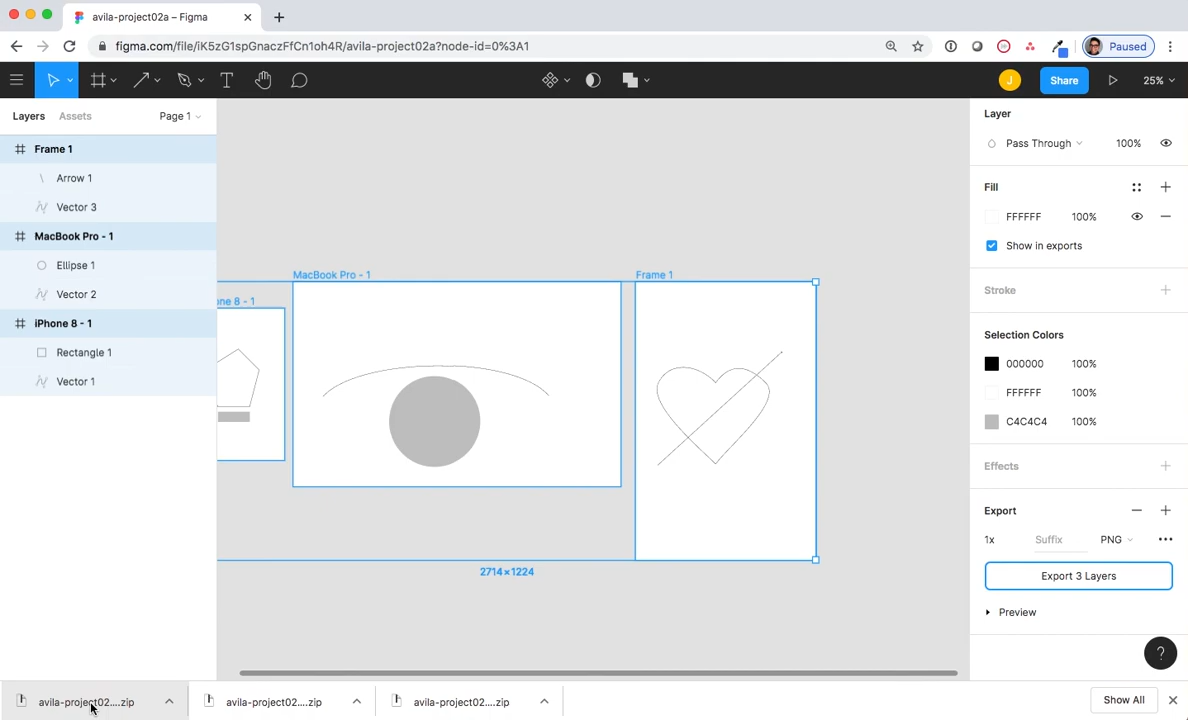 avila-project02a – Figma
figma.com/file/iK5zG1spGnaczFfCn1oh4R/avila-project02a?node-id=0%3A1
Paused
J
Share
25%
Layers
Assets
Page 1
Frame 1
Arrow 1
Vector 3
MacBook Pro - 1
Ellipse 1
Vector 2
iPhone 8 - 1
Rectangle 1
Vector 1
ne 8 - 1
MacBook Pro - 1
Frame 1
2714×1224
Layer
Pass Through
100%
Fill
FFFFFF
100%
Show in exports
Stroke
Selection Colors
000000
100%
FFFFFF
100%
C4C4C4
100%
Effects
Export
1x
Suffix
PNG
Export 3 Layers
Preview
?
avila-project02....zip
avila-project02....zip
avila-project02....zip
Show All